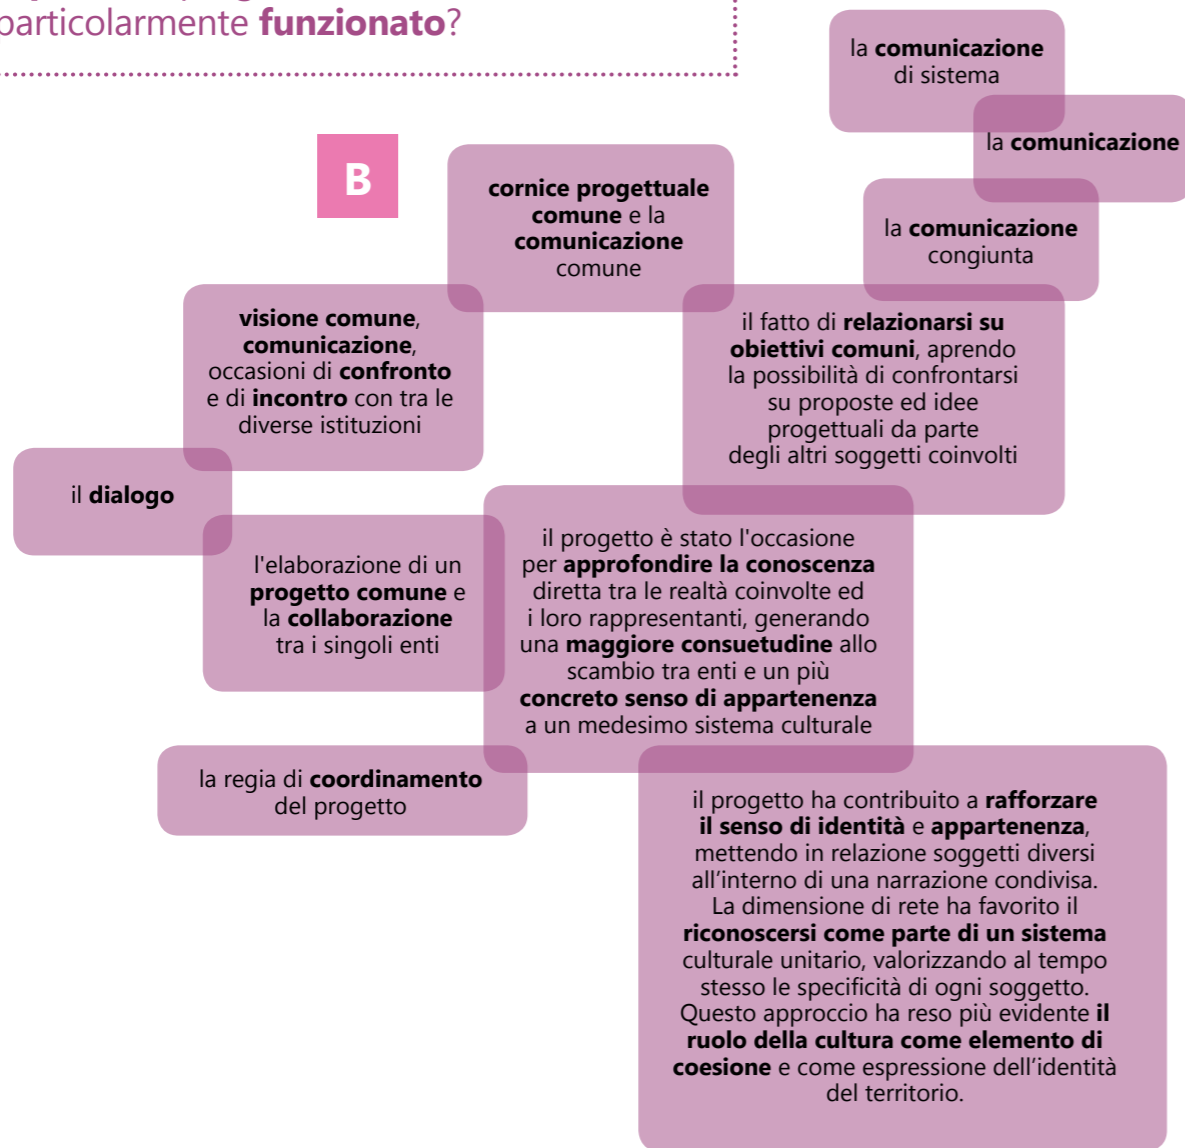 particolarmente funzionato?
la comunicazione
di sistema
la comunicazione
B
cornice progettuale
comune e la
comunicazione
comune
la comunicazione
congiunta
visione comune,
comunicazione,
occasioni di confronto
e di incontro con tra le
diverse istituzioni
il fatto di relazionarsi su
obiettivi comuni, aprendo
la possibilità di confrontarsi
su proposte ed idee
progettuali da parte
degli altri soggetti coinvolti
il dialogo
l'elaborazione di un
progetto comune e
la collaborazione
tra i singoli enti
il progetto è stato l'occasione
per approfondire la conoscenza
diretta tra le realtà coinvolte ed
i loro rappresentanti, generando
una maggiore consuetudine allo
scambio tra enti e un più
concreto senso di appartenenza
a un medesimo sistema culturale
la regia di coordinamento
del progetto
il progetto ha contribuito a rafforzare
il senso di identità e appartenenza,
mettendo in relazione soggetti diversi
all’interno di una narrazione condivisa.
La dimensione di rete ha favorito il
riconoscersi come parte di un sistema
culturale unitario, valorizzando al tempo
stesso le specificità di ogni soggetto.
Questo approccio ha reso più evidente il
ruolo della cultura come elemento di
coesione e come espressione dell’identità
del territorio.